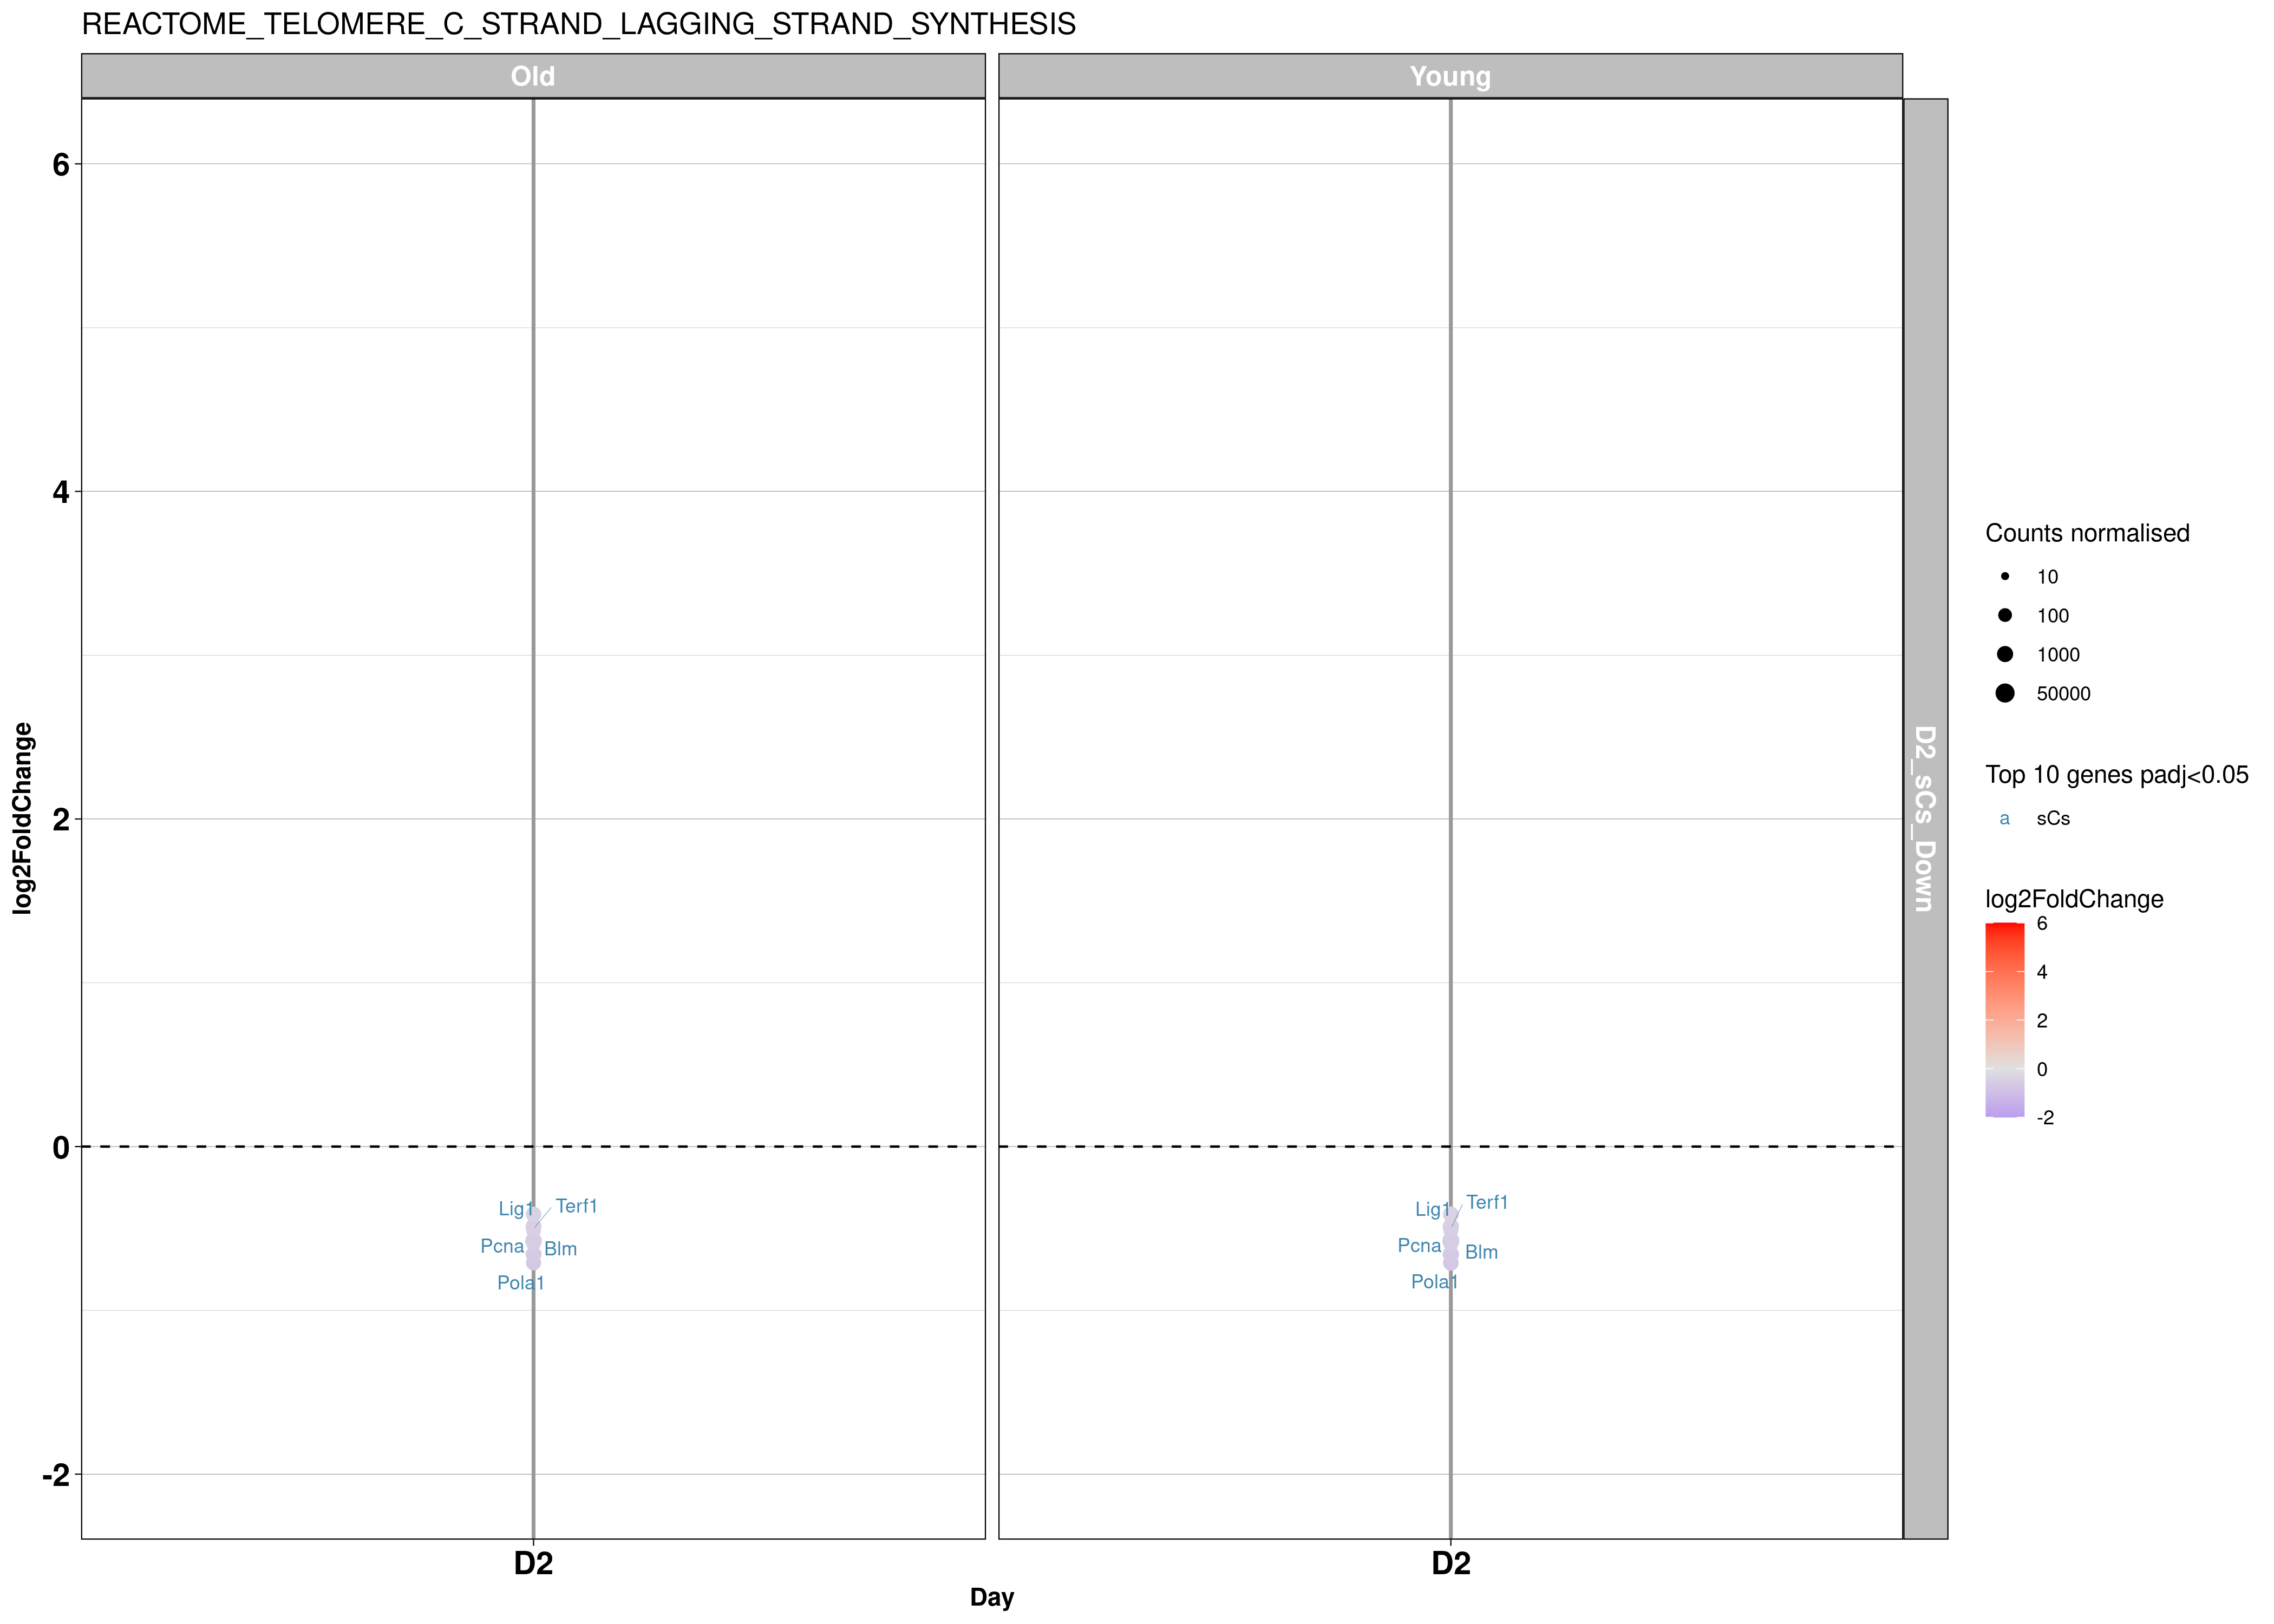 REACTOME_TELOMERE_C_STRAND_LAGGING_STRAND_SYNTHESIS
Old
Young
6
4
2
0
-2
log2FoldChange
Lig1
Terf1
Pcna
Blm
Pola1
Lig1
Terf1
Pcna
Blm
Pola1
D2
D2
Day
D2_sCs_Down
Counts normalised
10
100
1000
50000
Top 10 genes padj<0.05
a sCs
log2FoldChange
6
4
2
0
-2